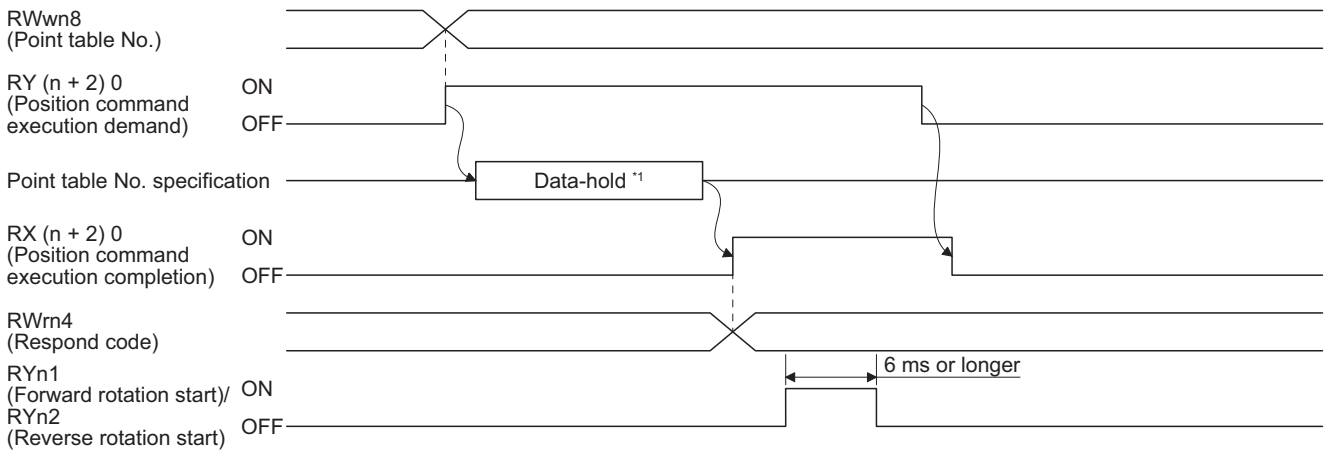 RWwn8
(Point table No.)
RY (n + 2) 0
(Position command
execution demand)
ON
OFF
Point table No. specification
Data-hold *1
RX (n + 2) 0
(Position command
execution completion)
ON
OFF
RWrn4
(Respond code)
RYn1
(Forward rotation start)/
RYn2
(Reverse rotation start)
ON
OFF
6 ms or longer